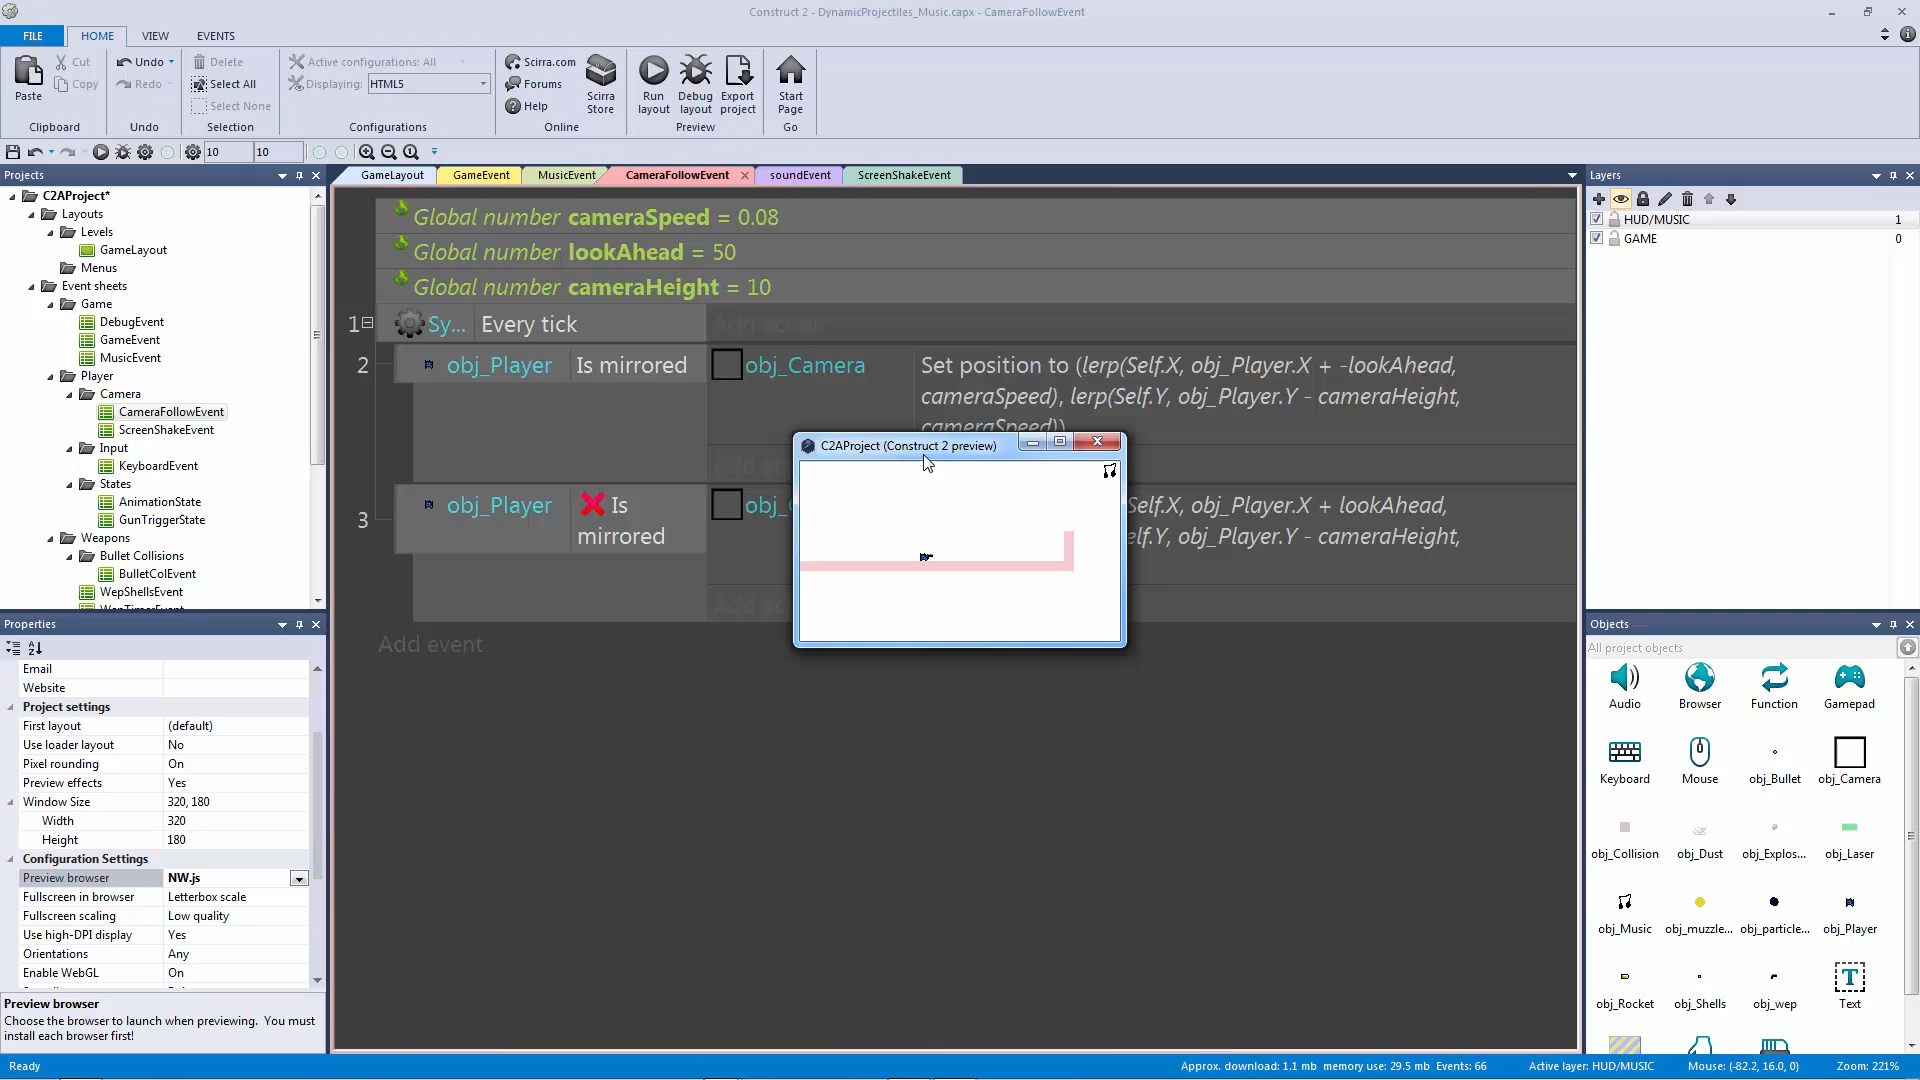 Construct 2 - DynamicProjectiles_Music.capx - CameraFollowEvent
FILE
HOME
VIEW
EVENTS
Paste
Cut
Copy
Clipboard
Undo
Redo
Undo
Delete
Select All
Select None
Selection
Active configurations: All
Displaying:
HTML5
Configurations
Scirra.com
Forums
Help
Scirra Store
Online
Run layout
Debug layout
Export project
Preview
Start Page
Go
10
10
Projects
C2AProject*
Layouts
Levels
GameLayout
Menus
Event sheets
Game
DebugEvent
GameEvent
MusicEvent
Player
Camera
CameraFollowEvent
ScreenShakeEvent
Input
KeyboardEvent
States
AnimationState
GunTriggerState
Weapons
Bullet Collisions
BulletColEvent
WepShellsEvent
WepTimerEvent
Properties
Email
Website
Project settings
First layout (default)
Use loader layout No
Pixel rounding On
Preview effects Yes
Window Size 320, 180
Width 320
Height 180
Configuration Settings
Preview browser NW.js
Fullscreen in browser Letterbox scale
Fullscreen scaling Low quality
Use high-DPI display Yes
Orientations Any
Enable WebGL On
Preview browser
Choose the browser to launch when previewing. You must
install each browser first!
GameLayout
GameEvent
MusicEvent
CameraFollowEvent
soundEvent
ScreenShakeEvent
Global number cameraSpeed = 0.08
Global number lookAhead = 50
Global number cameraHeight = 10
1 Sy... Every tick Add action
2 obj_Player Is mirrored obj_Camera Set position to (lerp(Self.X, obj_Player.X + -lookAhead,
cameraSpeed), lerp(Self.Y, obj_Player.Y - cameraHeight,
cameraSpeed))
C2AProject (Construct 2 preview)
3 obj_Player Is mirrored
Self.X, obj_Player.X + lookAhead,
obj_Player.Y - cameraHeight,
Add event
Layers
HUD/MUSIC 1
GAME 0
Objects
All project objects
Audio
Browser
Function
Gamepad
Keyboard
Mouse
obj_Bullet
obj_Camera
obj_Collision
obj_Dust
obj_Explos...
obj_Laser
obj_Music
obj_muzzle...
obj_particle...
obj_Player
obj_Rocket
obj_Shells
obj_wep
T
Text
Ready
Approx. download: 1.1 mb memory use: 29.5 mb Events: 66
Active layer: HUD/MUSIC
Mouse: (-82.2, 16.0, 0)
Zoom: 221%